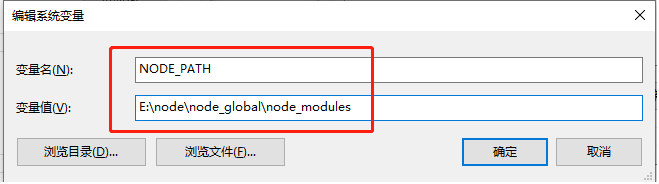 编辑系统变量
变量名(N):
NODE_PATH
变量值(V):
E:\node\node_global\node_modules
浏览目录(D)...
浏览文件(F)...
确定
取消